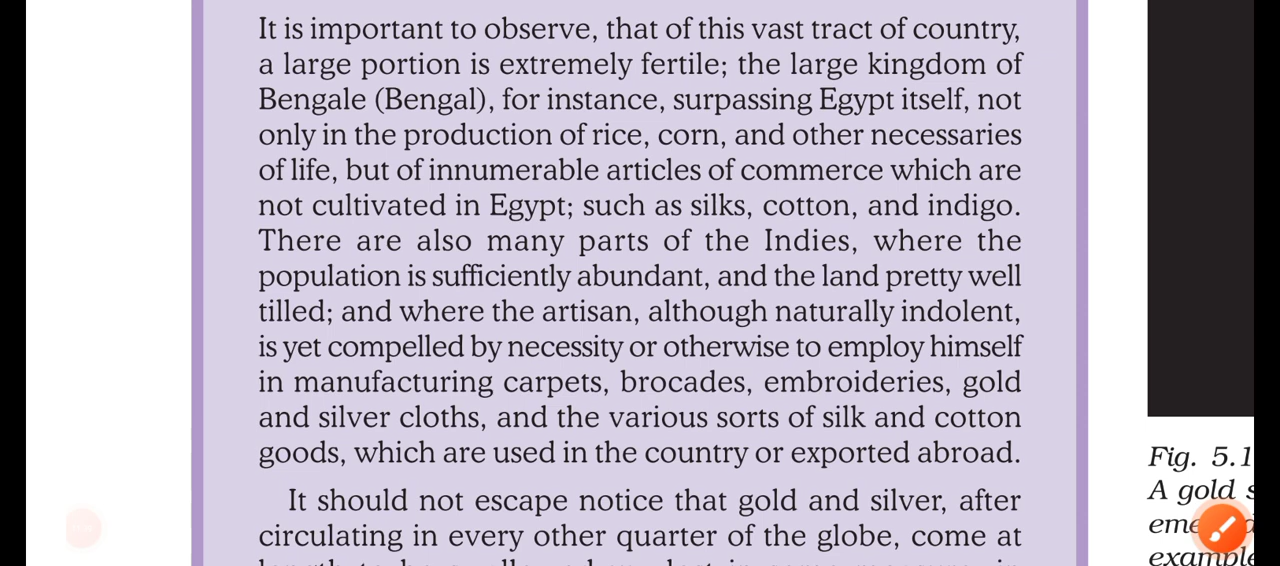 It is important to observe, that of this vast tract of country,
a large portion is extremely fertile; the large kingdom of
Bengale (Bengal), for instance, surpassing Egypt itself, not
only in the production of rice, corn, and other necessaries
of life, but of innumerable articles of commerce which are
not cultivated in Egypt; such as silks, cotton, and indigo.
There are also many parts of the Indies, where the
population is sufficiently abundant, and the land pretty well
tilled; and where the artisan, although naturally indolent,
is yet compelled by necessity or otherwise to employ himself
in manufacturing carpets, brocades, embroideries, gold
and silver cloths, and the various sorts of silk and cotton
goods, which are used in the country or exported abroad.
It should not escape notice that gold and silver, after
circulating in every other quarter of the globe, come at
Fig. 5.1
A gold
example